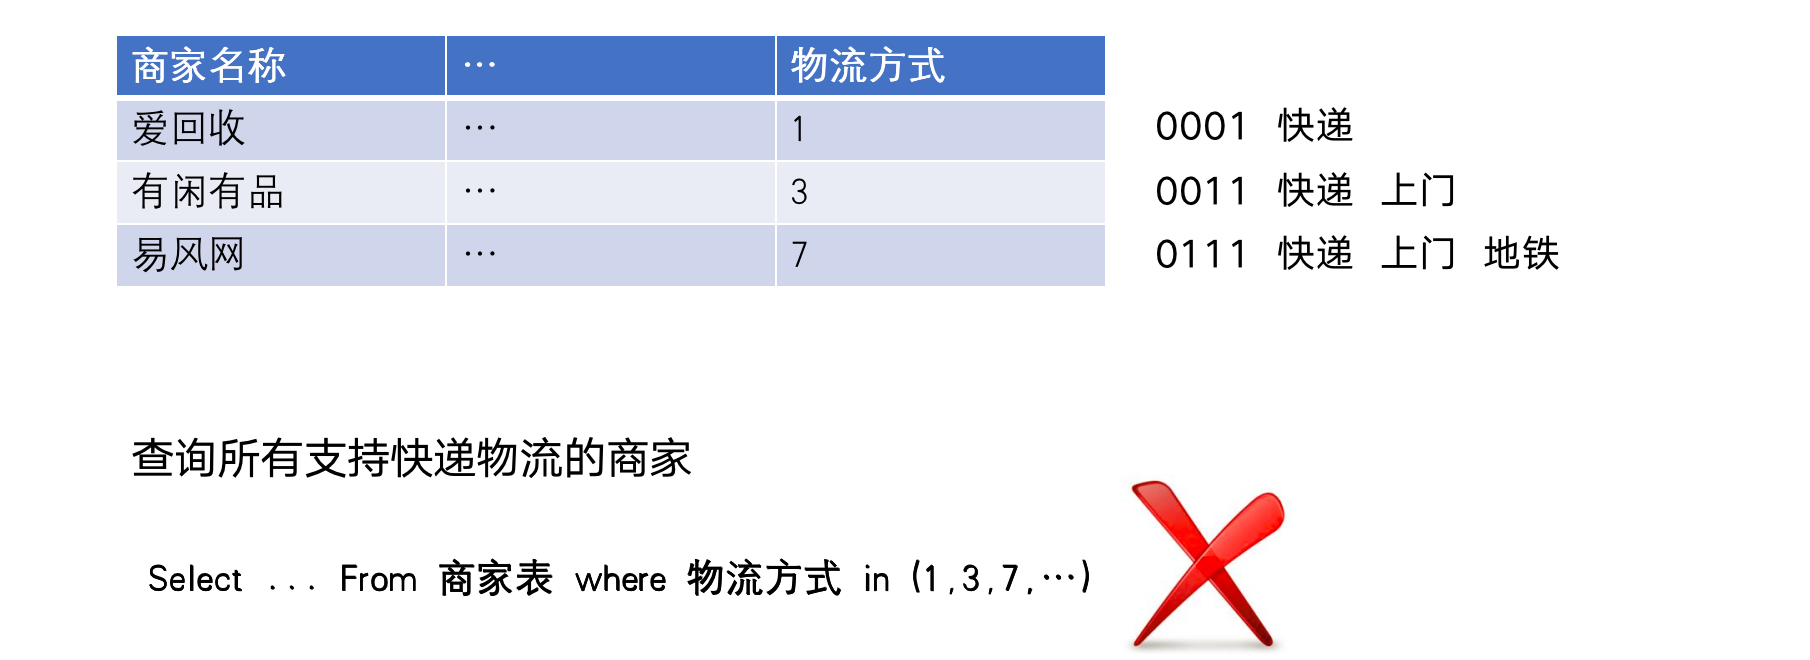 商家名称 … 物流方式
爱回收 … 1 0001 快递
有闲有品 … 3 0011 快递 上门
易风网 … 7 0111 快递 上门 地铁
查询所有支持快递物流的商家
Select ... From 商家表 where 物流方式 in (1,3,7,…)